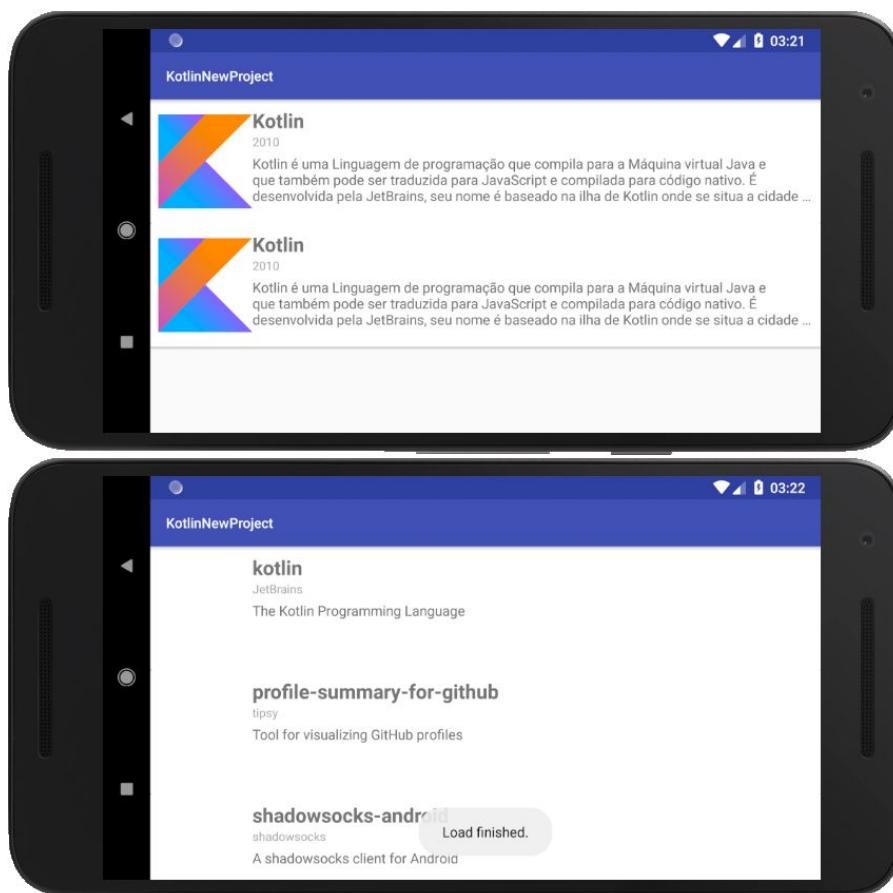 03:21
KotlinNewProject
Kotlin
2010
Kotlin é uma Linguagem de programação que compila para a Máquina virtual Java e
que também pode ser traduzida para JavaScript e compilada para código nativo. É
desenvolvida pela JetBrains, seu nome é baseado na ilha de Kotlin onde se situa a cidade ...
Kotlin
2010
Kotlin é uma Linguagem de programação que compila para a Máquina virtual Java e
que também pode ser traduzida para JavaScript e compilada para código nativo. É
desenvolvida pela JetBrains, seu nome é baseado na ilha de Kotlin onde se situa a cidade ...
03:22
KotlinNewProject
kotlin
JetBrains
The Kotlin Programming Language
profile-summary-for-github
tipsy
Tool for visualizing GitHub profiles
shadowsocks-android
shadowsocks
Load finished.
A shadowsocks client for Android